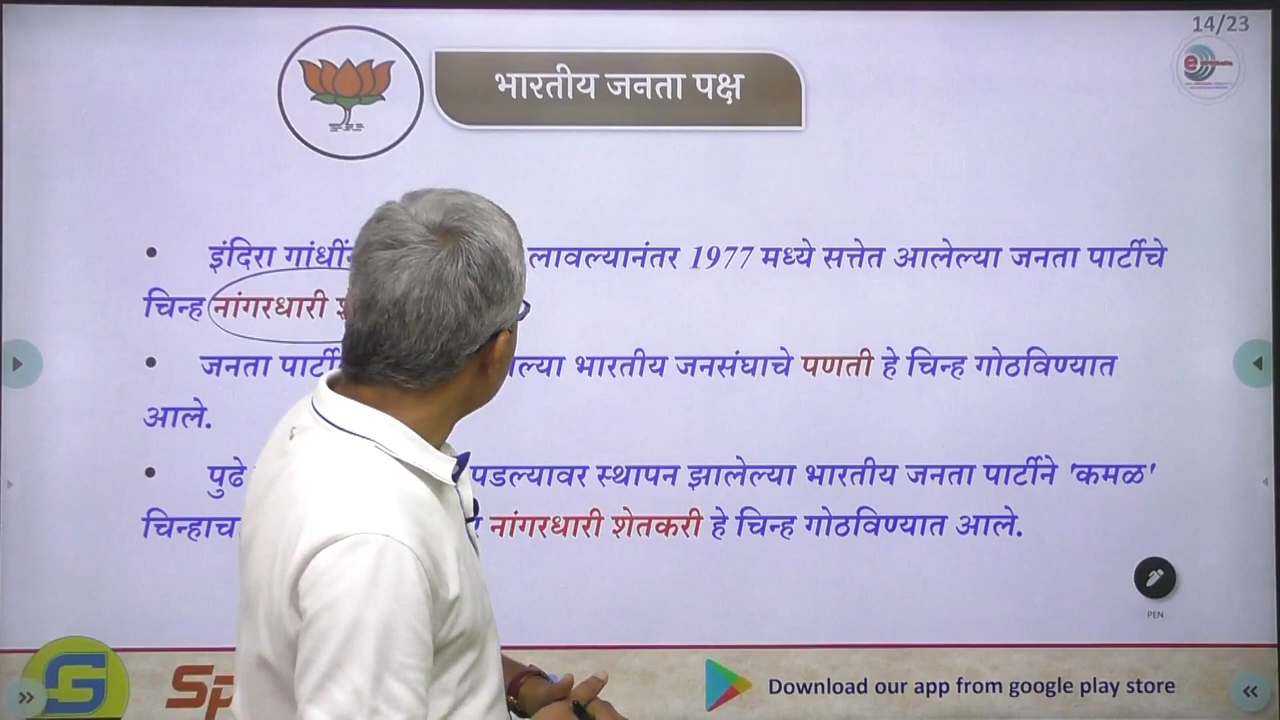 14/23
भारतीय जनता पक्ष
इंदिरा लावल्यानंतर 1977 मध्ये सत्तेत आलेल्या जनता पार्टीचे
चिन्ह नांगरधारी
जनता भारतीय जनसंघाचे पणती हे चिन्ह गोठविण्यात
आले.
पुढे पडल्यावर स्थापन झालेल्या भारतीय जनता पार्टीने 'कमळ'
नांगरधारी शेतकरी हे चिन्ह गोठविण्यात आले.
PEN
G
Download our app from google play store